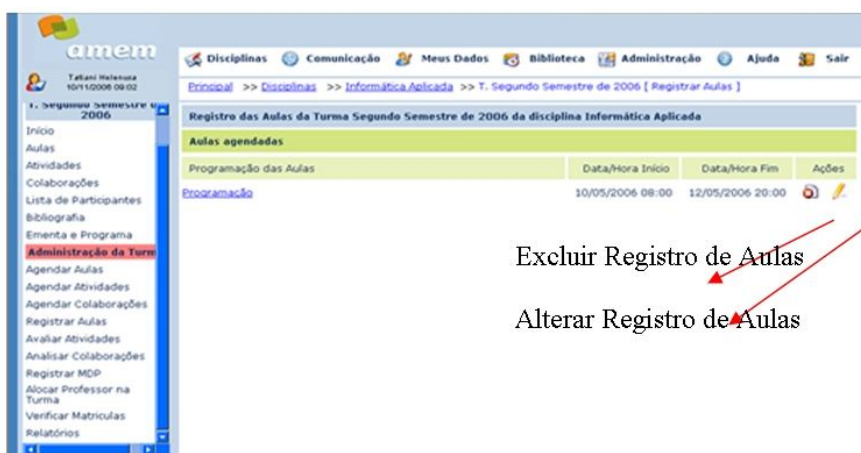 amem
Disciplinas Comunicação Meus Dados Biblioteca Administração Ajuda Sair
Tatiani Helenusa
10/11/2006 09:02
Principal >> Disciplinas >> Informática Aplicada >> T. Segundo Semestre de 2006 [ Registrar Aulas ]
T. Segundo Semestre
2006
Início
Aulas
Atividades
Colaborações
Lista de Participantes
Bibliografia
Ementa e Programa
Administração da Turm
Agendar Aulas
Agendar Atividades
Agendar Colaborações
Registrar Aulas
Avaliar Atividades
Analisar Colaborações
Registrar MDP
Alocar Professor na
Turma
Verificar Matriculas
Relatórios
Registro das Aulas da Turma Segundo Semestre de 2006 da disciplina Informática Aplicada
Aulas agendadas
Programação das Aulas Data/Hora Início Data/Hora Fim Ações
Programação 10/05/2006 08:00 12/05/2006 20:00
Excluir Registro de Aulas
Alterar Registro de Aulas